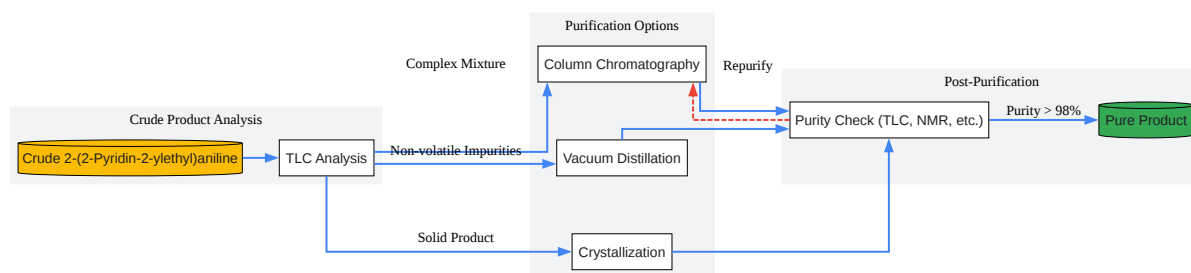 Purification Options
Complex Mixture
Column Chromatography
Repurify
Post-Purification
Crude Product Analysis
Purity Check (TLC, NMR, etc.)
Purity > 98%
Pure Product
Crude 2-(2-Pyridin-2-ylethyl)aniline
TLC Analysis
Non-volatile Impurities
Vacuum Distillation
Solid Product
Crystallization